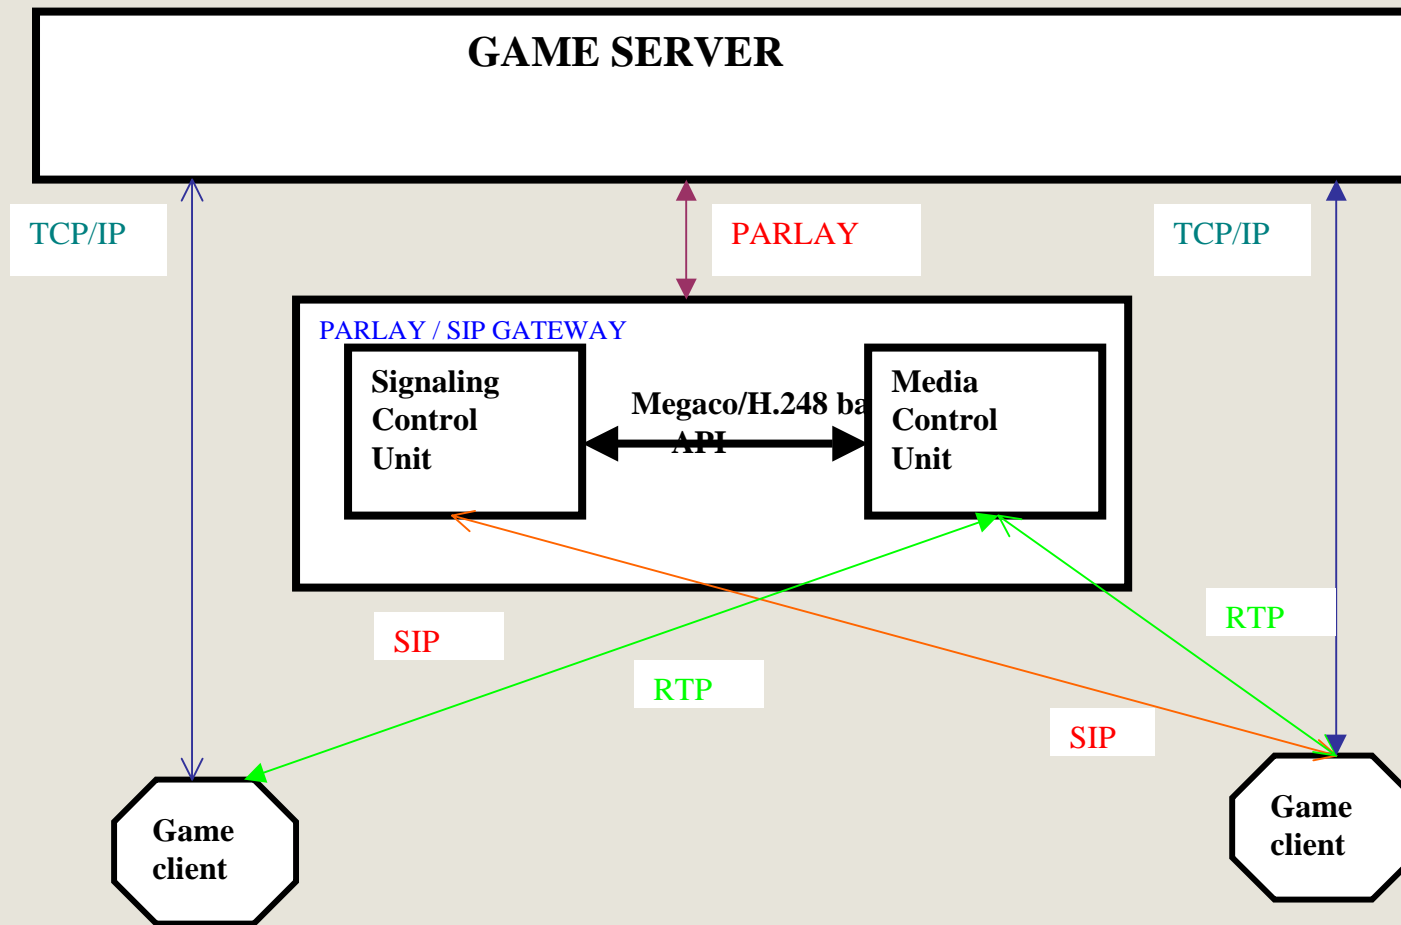 GAME SERVER
TCP/IP
PARLAY
TCP/IP
PARLAY / SIP GATEWAY
Signaling
Control
Unit
Megaco/H.248 ba
API
Media
Control
Unit
SIP
RTP
RTP
SIP
Game
client
Game
client